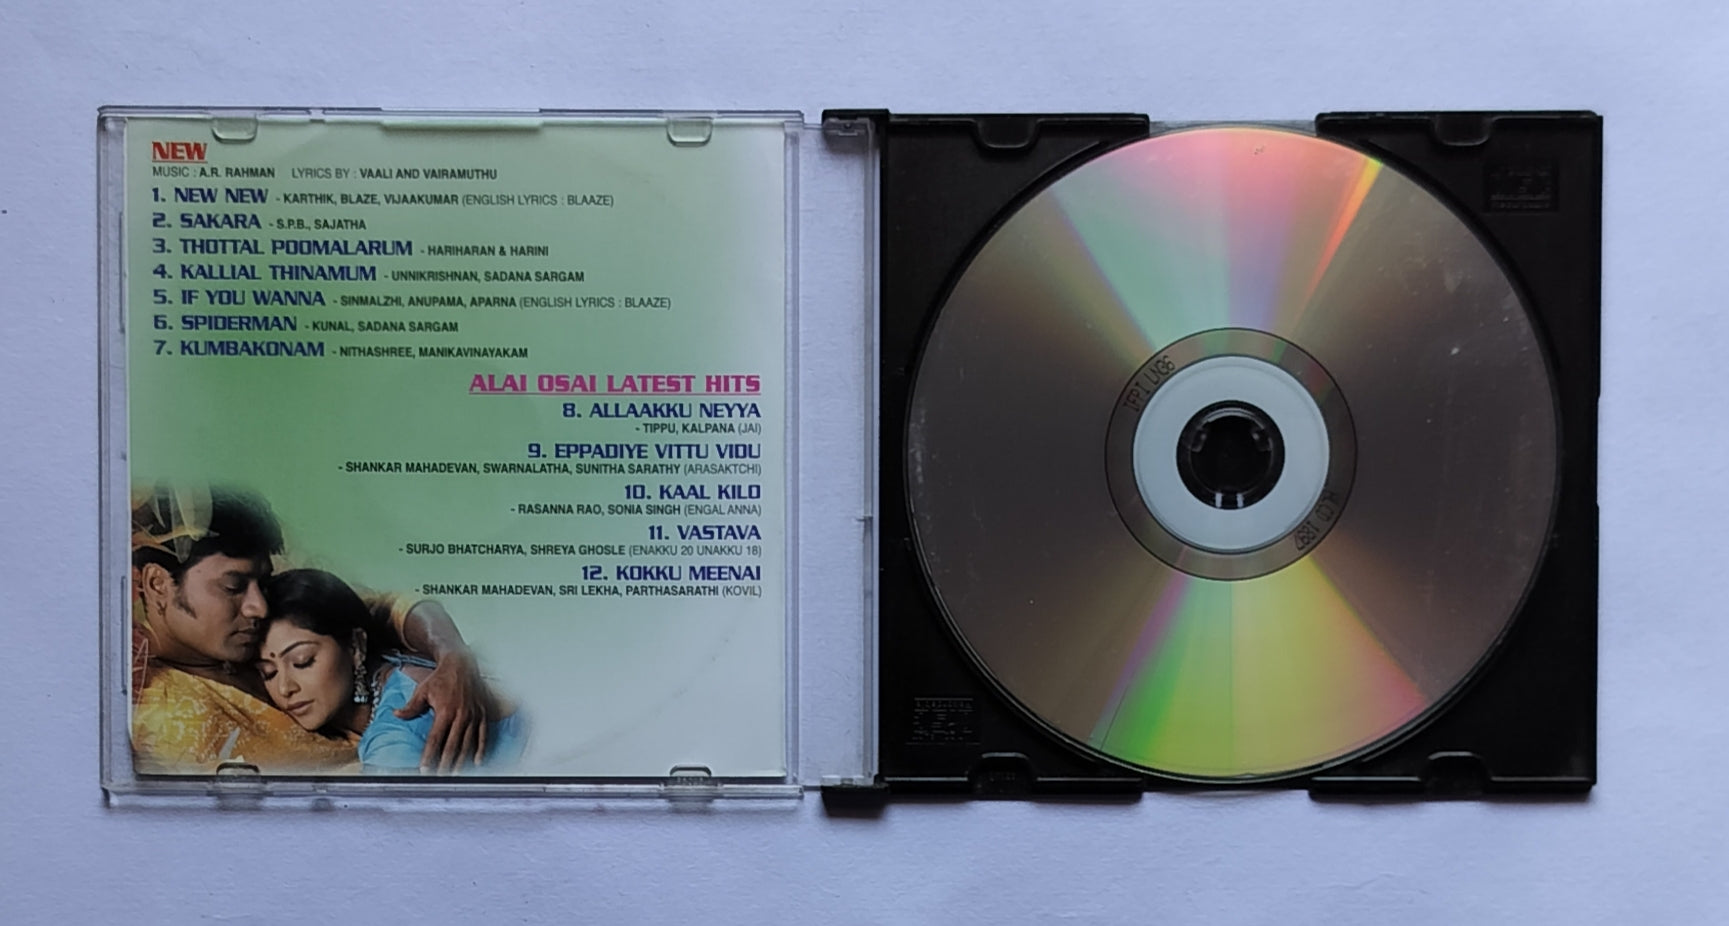 NEW
MUSIC : A.R. RAHMAN LYRICS BY : VAALI AND VAIRAMUTHU
1. NEW NEW - KARTHIK, BLAZE, VIJAAKUMAR (ENGLISH LYRICS : BLAAZE)
2. SAKARA - S.P.B., SAJATHA
3. THOTTAL POOMALARUM - HARIHARAN & HARINI
4. KALLIAL THINAMUM - UNNIKRISHNAN, SADANA SARGAM
5. IF YOU WANNA - SINMALZHI, ANUPAMA, APARNA (ENGLISH LYRICS : BLAAZE)
6. SPIDERMAN - KUNAL, SADANA SARGAM
7. KUMBAKONAM - NITHASHREE, MANIKAVINAYAKAM
ALAI OSAI LATEST HITS
8. ALLAAKKU NEYYA
- TIPPU, KALPANA (JAI)
9. EPPADIYE VITTU VIDU
- SHANKAR MAHADEVAN, SWARNALATHA, SUNITHA SARATHY (ARASAKTCHI)
10. KAAL KILO
- RASANNA RAO, SONIA SINGH (ENGAL ANNA)
11. VASTAVA
- SURJO BHATCHARYA, SHREYA GHOSLE (ENAKKU 20 UNAKKU 18)
12. KOKKU MEENAI
- SHANKAR MAHADEVAN, SRI LEKHA, PARTHASARATHI (KOVIL)
IFPI